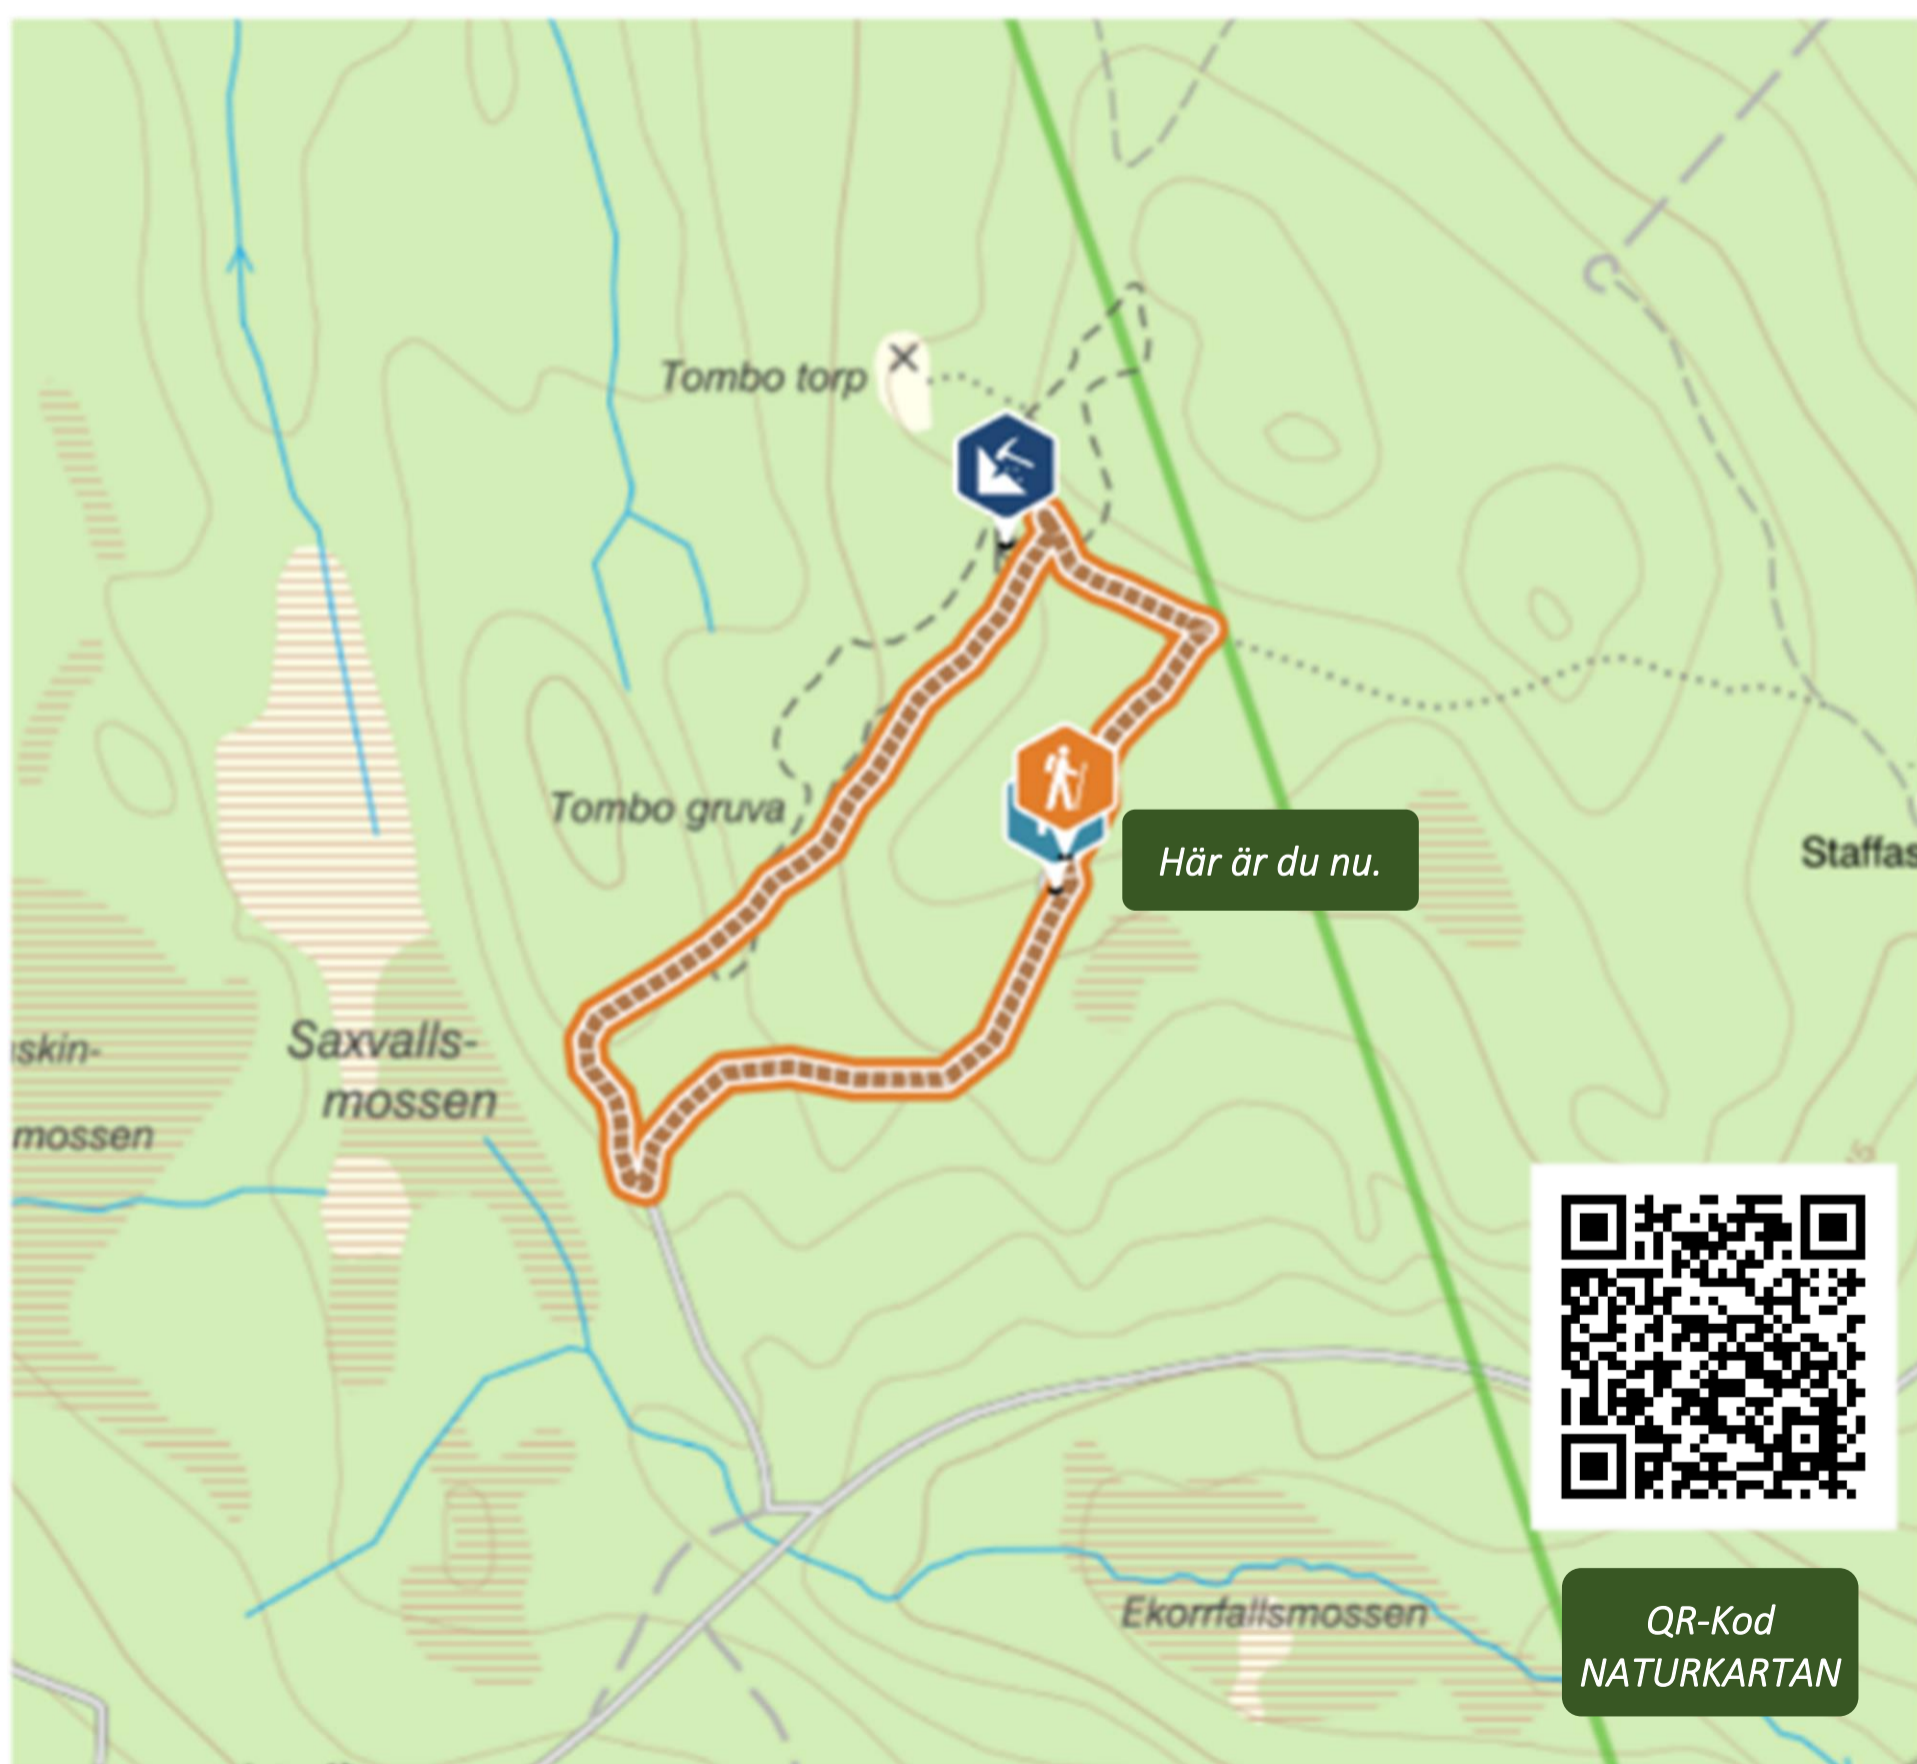 Tombo torp
Tombo gruva
Här är du nu.
Staffas
skin-
mossen
Saxvalls-
mossen
Ekorrfallsmossen
QR-Kod
NATURKARTAN